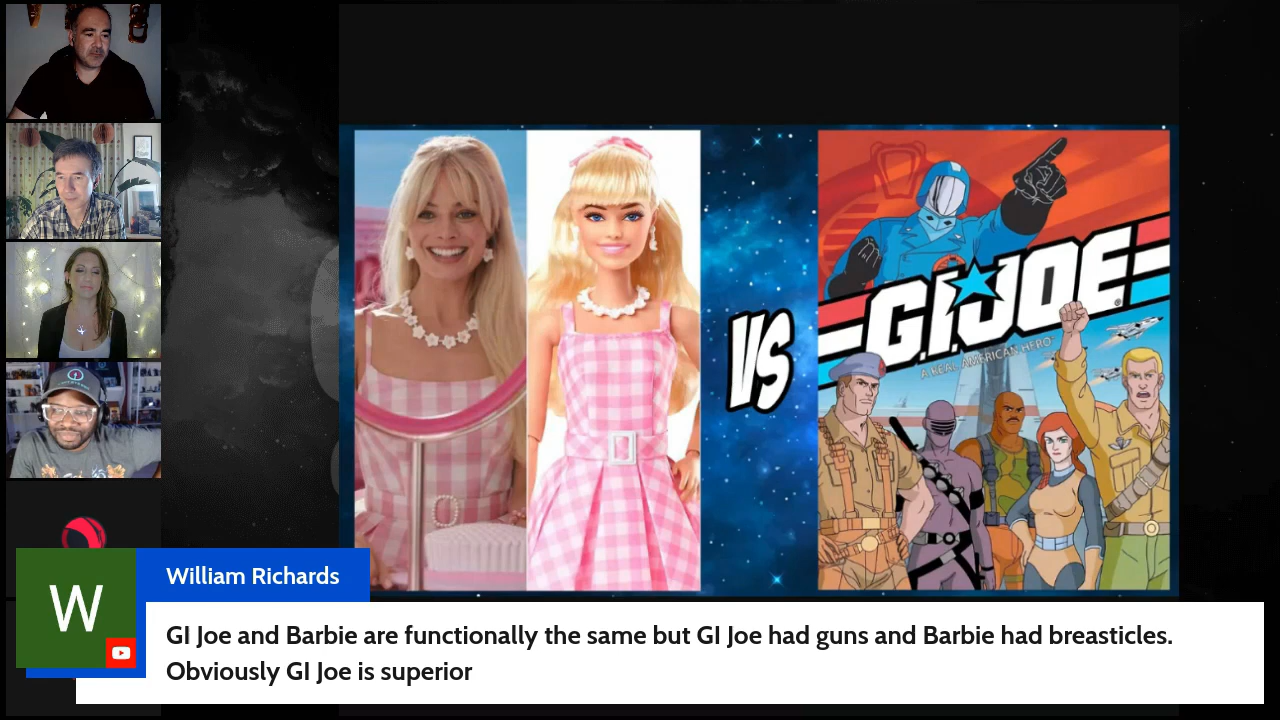 VS
G.I. JOE
A REAL AMERICAN HERO
W
William Richards
GI Joe and Barbie are functionally the same but GI Joe had guns and Barbie had breasticles.
Obviously GI Joe is superior